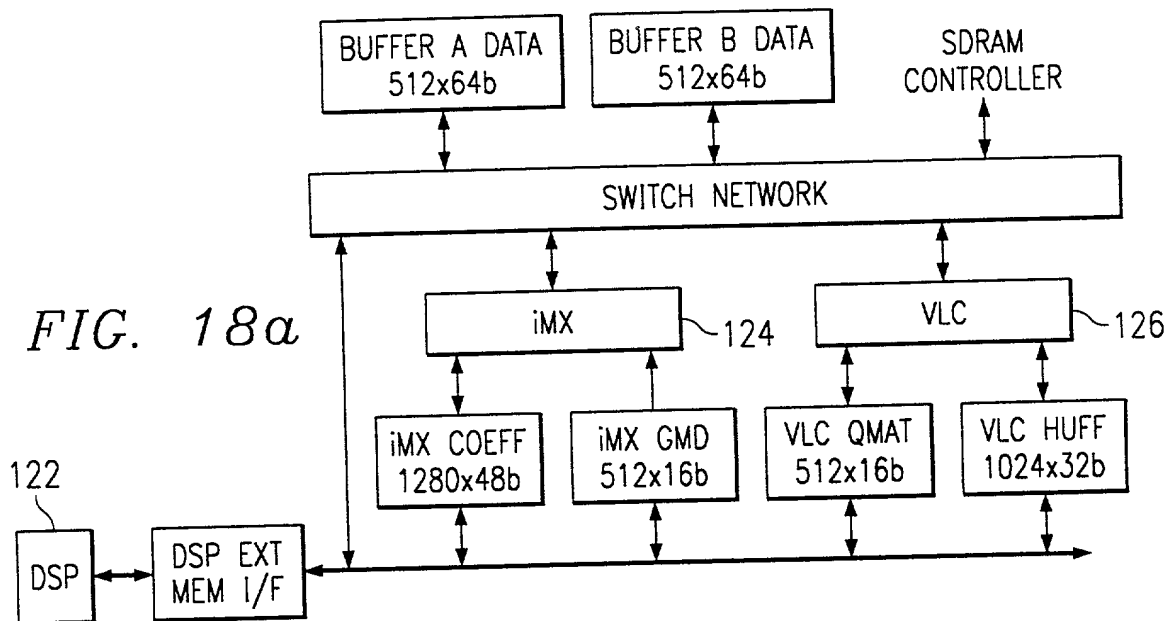 BUFFER A DATA
512x64b
BUFFER B DATA
512x64b
SDRAM
CONTROLLER
SWITCH NETWORK
FIG. 18a
iMX
124
VLC
126
iMX COEFF
1280x48b
iMX GMD
512x16b
VLC QMAT
512x16b
VLC HUFF
1024x32b
122
DSP
DSP EXT
MEM I/F